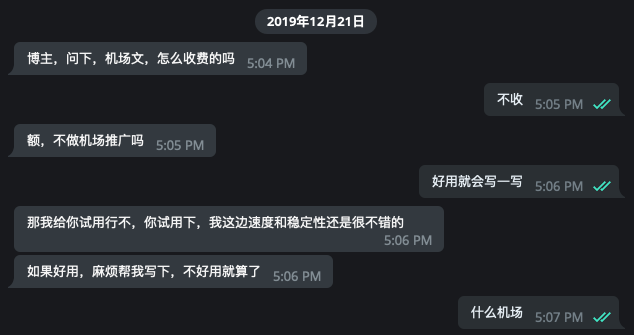 2019年12月21日
博主，问下，机场文，怎么收费的吗 5:04 PM
不收 5:05 PM
额，不做机场推广吗 5:05 PM
好用就会写一写 5:06 PM
那我给你试用行不，你试用下，我这边速度和稳定性还是很不错的
5:06 PM
如果好用，麻烦帮我写下，不好用就算了 5:06 PM
什么机场 5:07 PM